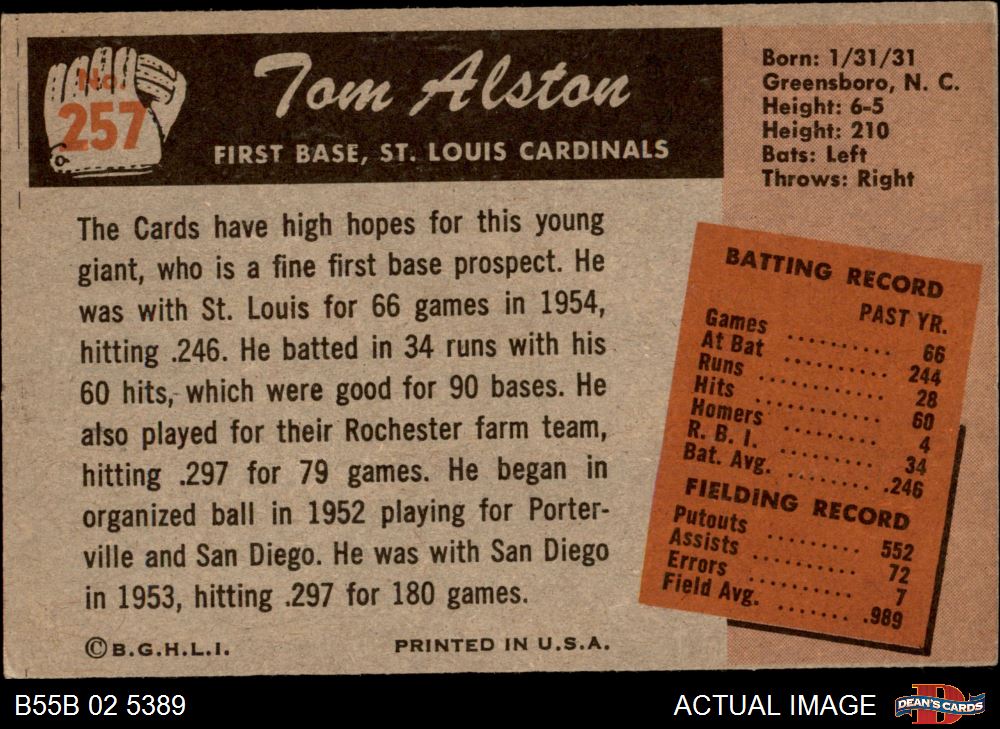 No.
257
Tom Alston
FIRST BASE, ST. LOUIS CARDINALS
Born: 1/31/31
Greensboro, N. C.
Height: 6-5
Height: 210
Bats: Left
Throws: Right
The Cards have high hopes for this young
giant, who is a fine first base prospect. He
was with St. Louis for 66 games in 1954,
hitting .246. He batted in 34 runs with his
60 hits, which were good for 90 bases. He
also played for their Rochester farm team,
hitting .297 for 79 games. He began in
organized ball in 1952 playing for Porter-
ville and San Diego. He was with San Diego
in 1953, hitting .297 for 180 games.
©B.G.H.L.I.
PRINTED IN U.S.A.
BATTING RECORD
PAST YR.
Games .......... 66
At Bat .......... 244
Runs .......... 28
Hits .......... 60
Homers .......... 4
R. B. I. .......... 34
Bat. Avg. ........ .246
FIELDING RECORD
Putouts ......... 552
Assists .......... 72
Errors .......... 7
Field Avg. ....... .989
B55B 02 5389
ACTUAL IMAGE
D
DEAN'S CARDS